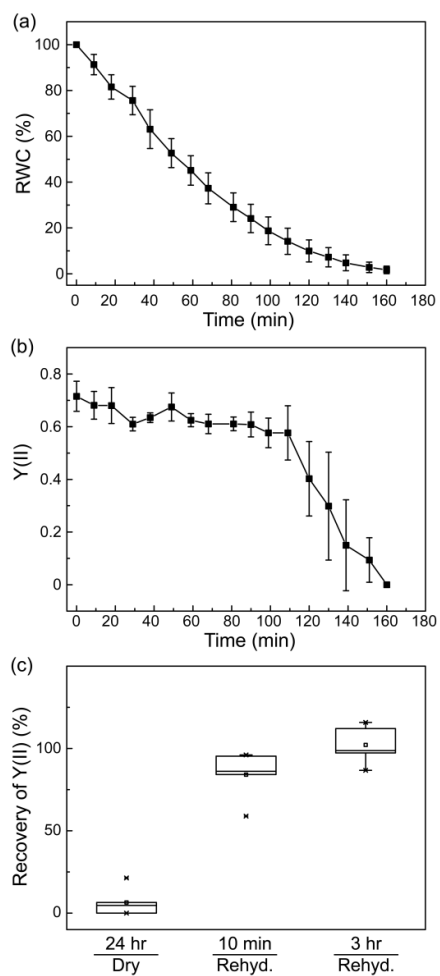 (a)
RWC (%)
100
80
60
40
20
0
0 20 40 60 80 100 120 140 160 180
Time (min)
(b)
Y(II)
0.8
0.6
0.4
0.2
0
0 20 40 60 80 100 120 140 160 180
Time (min)
(c)
Recovery of Y(II) (%)
100
50
0
24 hr 10 min 3 hr
Dry Rehyd. Rehyd.